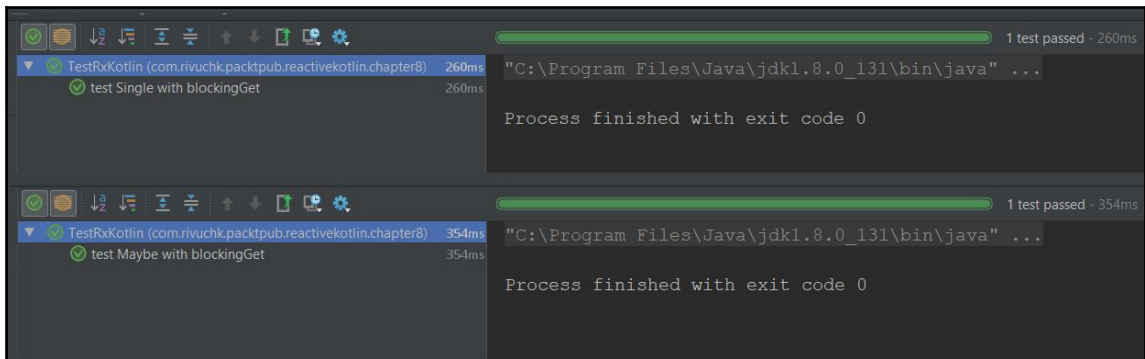 1 test passed - 260ms
TestRxKotlin (com.rivuchk.packtpub.reactivekotlin.chapter8) 260ms
"C:\Program Files\Java\jdk1.8.0_131\bin\java" ...
test Single with blockingGet 260ms
Process finished with exit code 0
1 test passed - 354ms
TestRxKotlin (com.rivuchk.packtpub.reactivekotlin.chapter8) 354ms
"C:\Program Files\Java\jdk1.8.0_131\bin\java" ...
test Maybe with blockingGet 354ms
Process finished with exit code 0